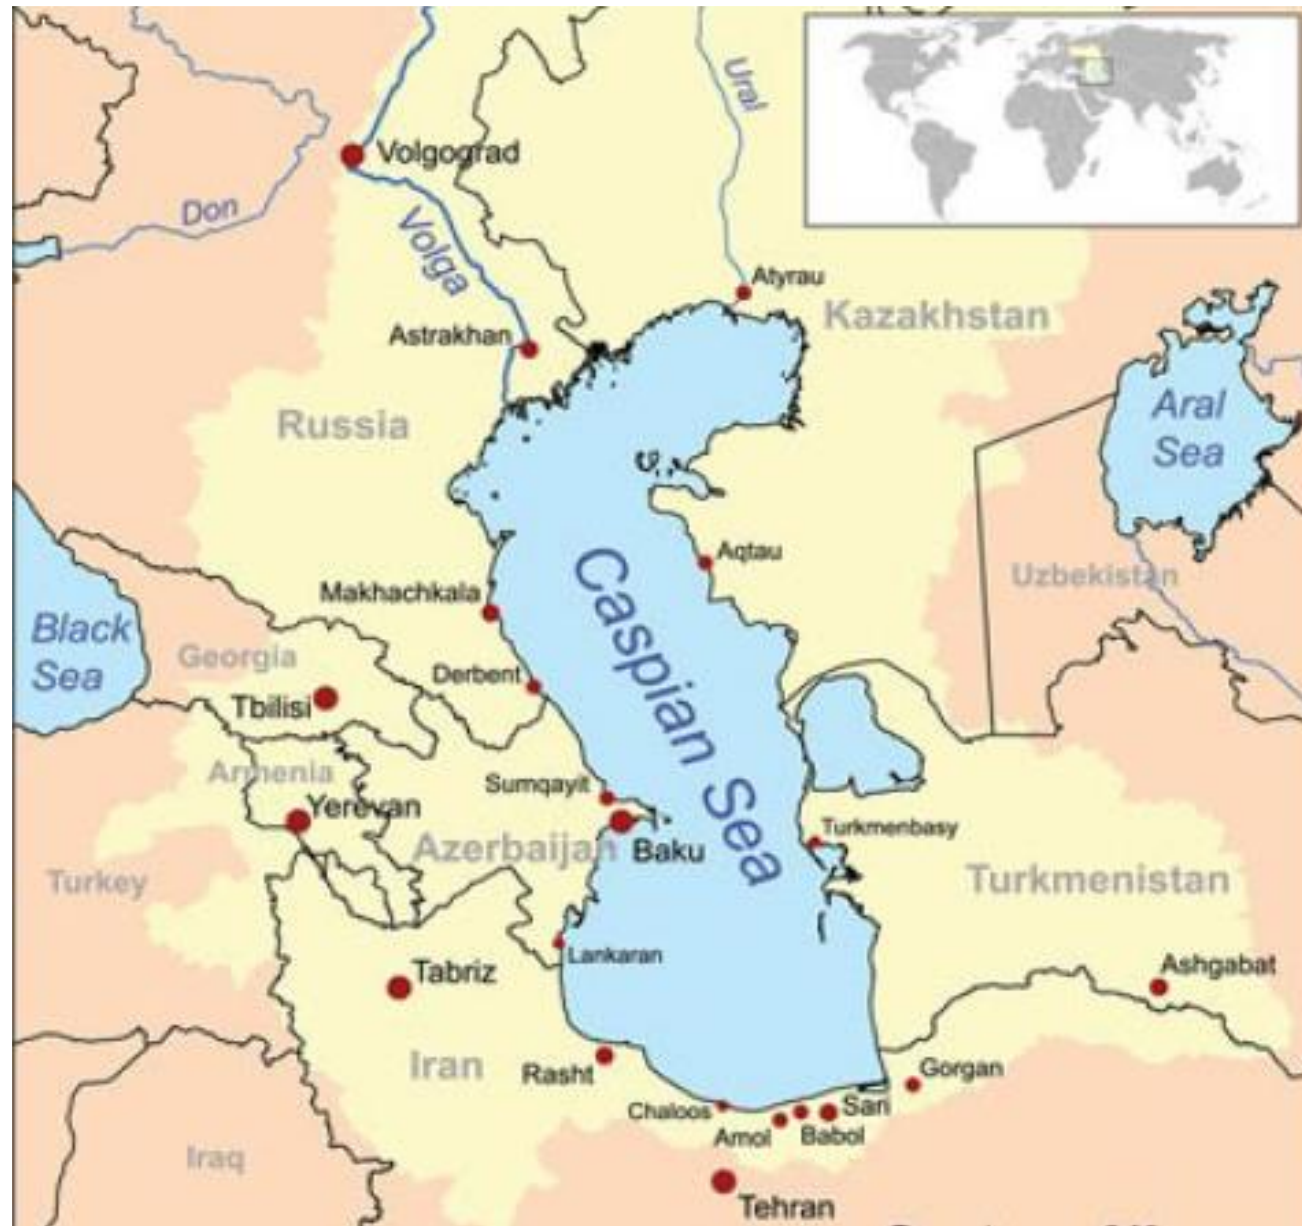 Ural
Volgograd
Don
Volga
Atyrau
Kazakhstan
Astrakhan
Aral
Sea
Russia
Aqtau
Uzbekistan
Makhachkala
Caspian Sea
Black
Sea
Georgia
Derbent
Tbilisi
Armenia
Sumqayit
Yerevan
Azerbaijan
Baku
Turkmenbasy
Turkey
Turkmenistan
Lankaran
Tabriz
Ashgabat
Iran
Rasht
Gorgan
Chaloos
Sari
Amol
Babol
Iraq
Tehran